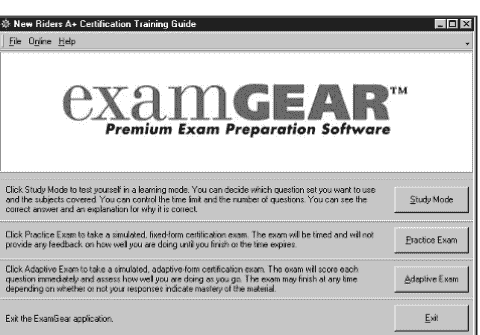 New Riders A+ Certification Training Guide
File Online Help
examGEAR™
Premium Exam Preparation Software
Click Study Mode to test yourself in a learning mode. You can decide which question set you want to use
and the subjects covered. You can control the time limit and the number of questions. You can see the
correct answer and an explanation for why it is correct.
Study Mode
Click Practice Exam to take a simulated, fixed-form certification exam. The exam will be timed and will not
provide any feedback on how well you are doing until you finish or the time expires.
Practice Exam
Click Adaptive Exam to take a simulated, adaptive-form certification exam. The exam will score each
question immediately and assess how well you are doing as you go. The exam may finish at any time
depending on whether or not your responses indicate mastery of the material.
Adaptive Exam
Exit the ExamGear application.
Exit